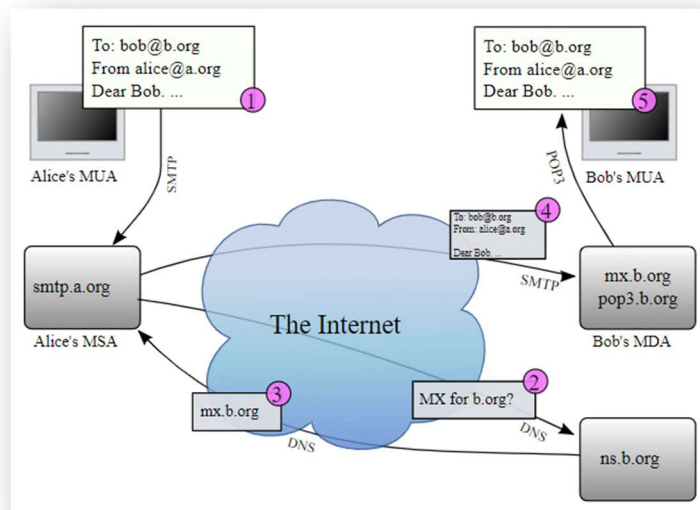 To: bob@b.org
From alice@a.org
Dear Bob. ...
1
Alice's MUA
SMTP
To: bob@b.org
From alice@a.org
Dear Bob. ...
5
Bob's MUA
POP3
To: bob@b.org
From: alice@a.org
Dear Bob. ...
4
SMTP
smtp.a.org
Alice's MSA
mx.b.org
pop3.b.org
Bob's MDA
The Internet
mx.b.org
3
DNS
MX for b.org?
2
DNS
ns.b.org